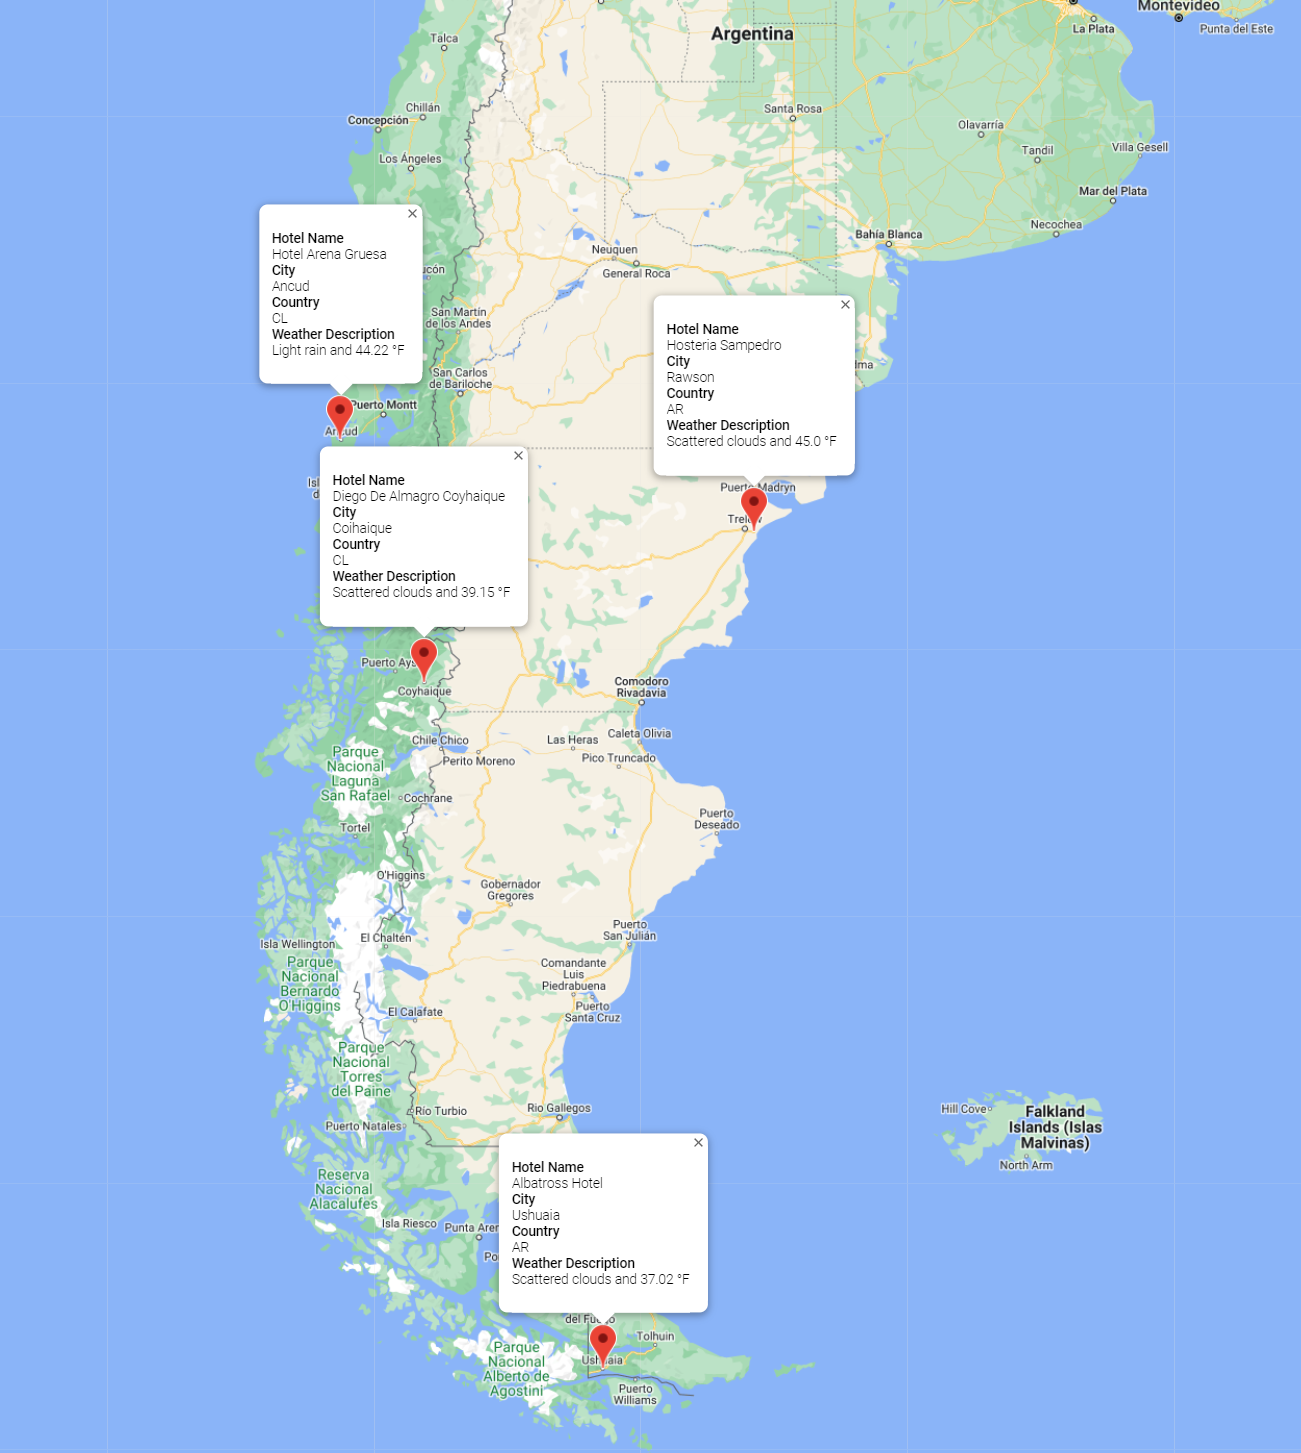 Montevideo
Argentina
La Plata
Punta del Este
Talca
Chillán
Concepción
Santa Rosa
Olavarría
Tandil
Villa Gesell
Los Ángeles
Mar del Plata
Necochea
Bahía Blanca
Neuquen
General Roca
Hotel Name
Hotel Arena Gruesa
City
Ancud
Country
CL
Weather Description
Light rain and 44.22 °F
ucón
San Martín
de los Andes
San Carlos
de Bariloche
Puerto Montt
Hotel Name
Hosteria Sampedro
City
Rawson
Country
AR
Weather Description
Scattered clouds and 45.0 °F
dma
Puerto Madryn
Hotel Name
Diego De Almagro Coyhaique
City
Coihaique
Country
CL
Weather Description
Scattered clouds and 39.15 °F
Puerto Ays
Coyhaique
Comodoro
Rivadavia
Chile Chico
Perito Moreno
Las Heras
Caleta Olivia
Pico Truncado
Parque
Nacional
Laguna
San Rafael
Cochrane
Tortel
Puerto
Deseado
O'Higgins
Gobernador
Gregores
Puerto
San Julián
Isla Wellington
El Chaltén
Parque
Nacional
Bernardo
O'Higgins
Comandante
Luis
Piedrabuena
Puerto
Santa Cruz
El Calafate
Parque
Nacional
Torres
del Paine
Río Turbio
Rio Gallegos
Puerto Natales
Hill Cove
Falkland
Islands (Islas
Malvinas)
North Arm
Reserva
Nacional
Alacalufes
Isla Riesco
Punta Aren
Po
Hotel Name
Albatross Hotel
City
Ushuaia
Country
AR
Weather Description
Scattered clouds and 37.02 °F
Tolhuin
Parque
Nacional
Alberto de
Agostini
Puerto
Williams